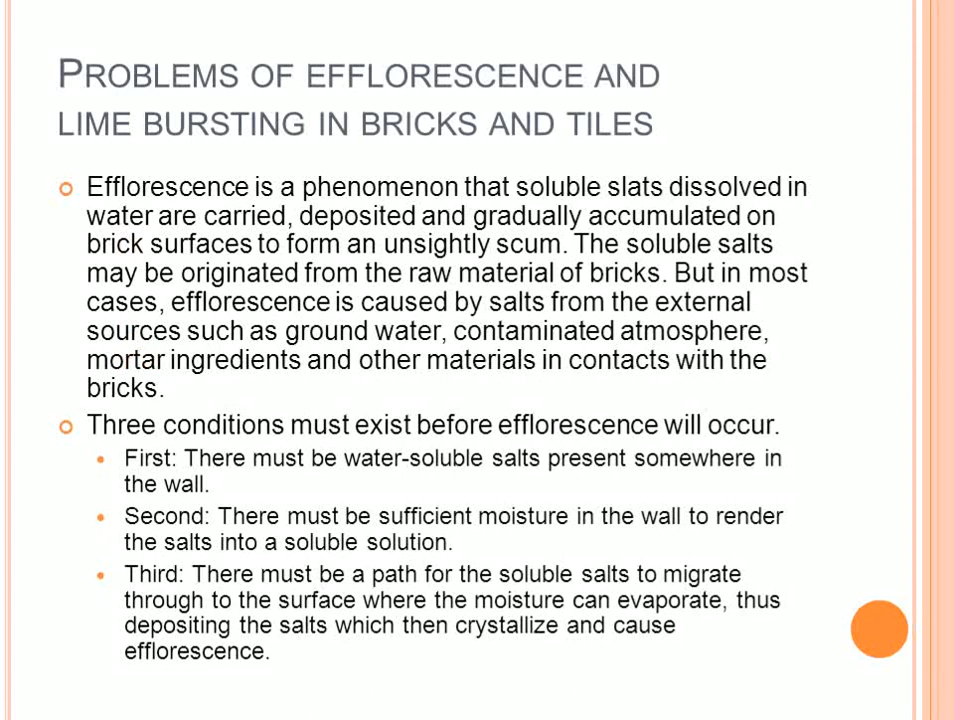 PROBLEMS OF EFFLORESCENCE AND
LIME BURSTING IN BRICKS AND TILES
Efflorescence is a phenomenon that soluble slats dissolved in
water are carried, deposited and gradually accumulated on
brick surfaces to form an unsightly scum. The soluble salts
may be originated from the raw material of bricks. But in most
cases, efflorescence is caused by salts from the external
sources such as ground water, contaminated atmosphere,
mortar ingredients and other materials in contacts with the
bricks.
Three conditions must exist before efflorescence will occur.
First: There must be water-soluble salts present somewhere in
the wall.
Second: There must be sufficient moisture in the wall to render
the salts into a soluble solution.
Third: There must be a path for the soluble salts to migrate
through to the surface where the moisture can evaporate, thus
depositing the salts which then crystallize and cause
efflorescence.